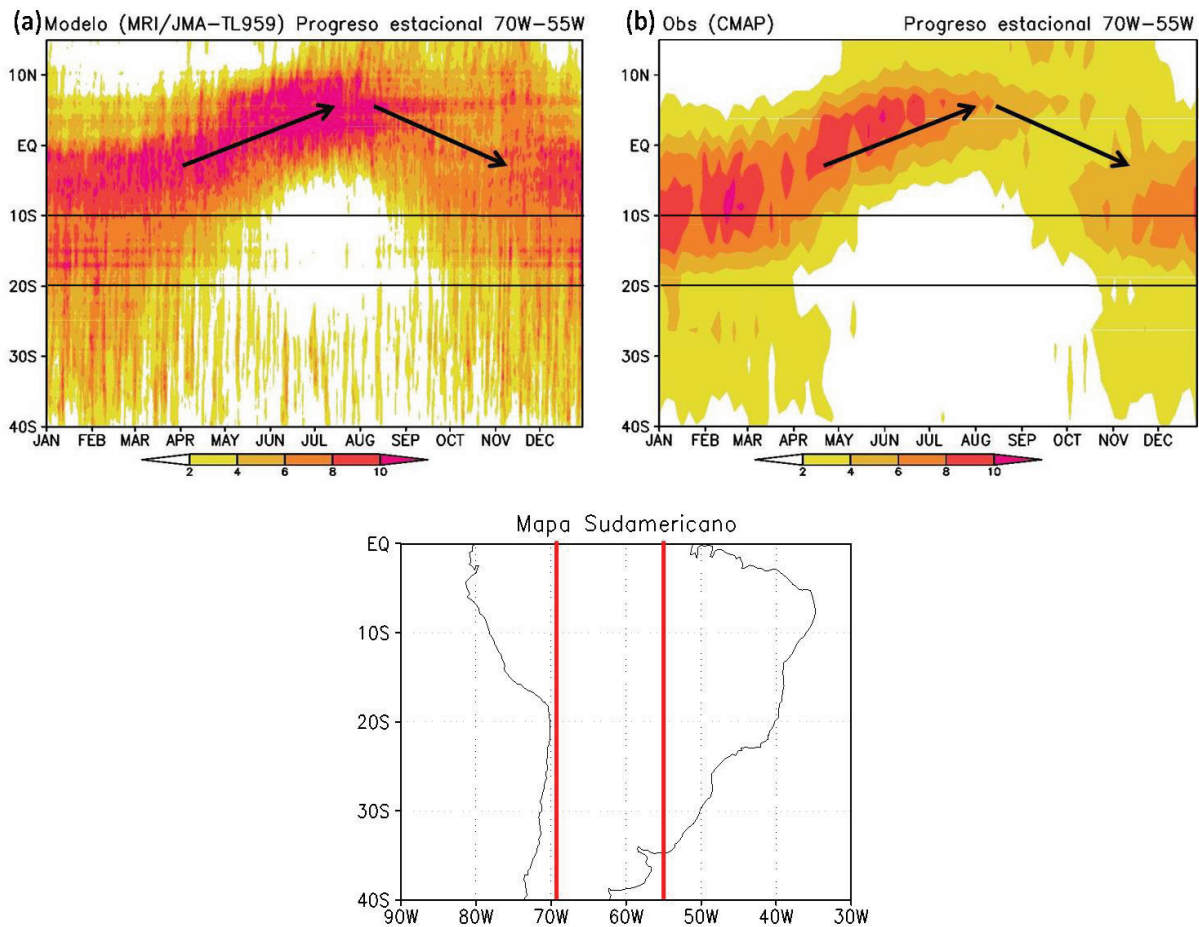 (a) Modelo (MRI/JMA-TL959) Progreso estacional 70W-55W
10N
EQ
10S
20S
30S
40S
JAN FEB MAR APR MAY JUN JUL AUG SEP OCT NOV DEC
2 4 6 8 10
(b) Obs (CMAP) Progreso estacional 70W-55W
10N
EQ
10S
20S
30S
40S
JAN FEB MAR APR MAY JUN JUL AUG SEP OCT NOV DEC
2 4 6 8 10
Mapa Sudamericano
EQ
10S
20S
30S
40S
90W 80W 70W 60W 50W 40W 30W